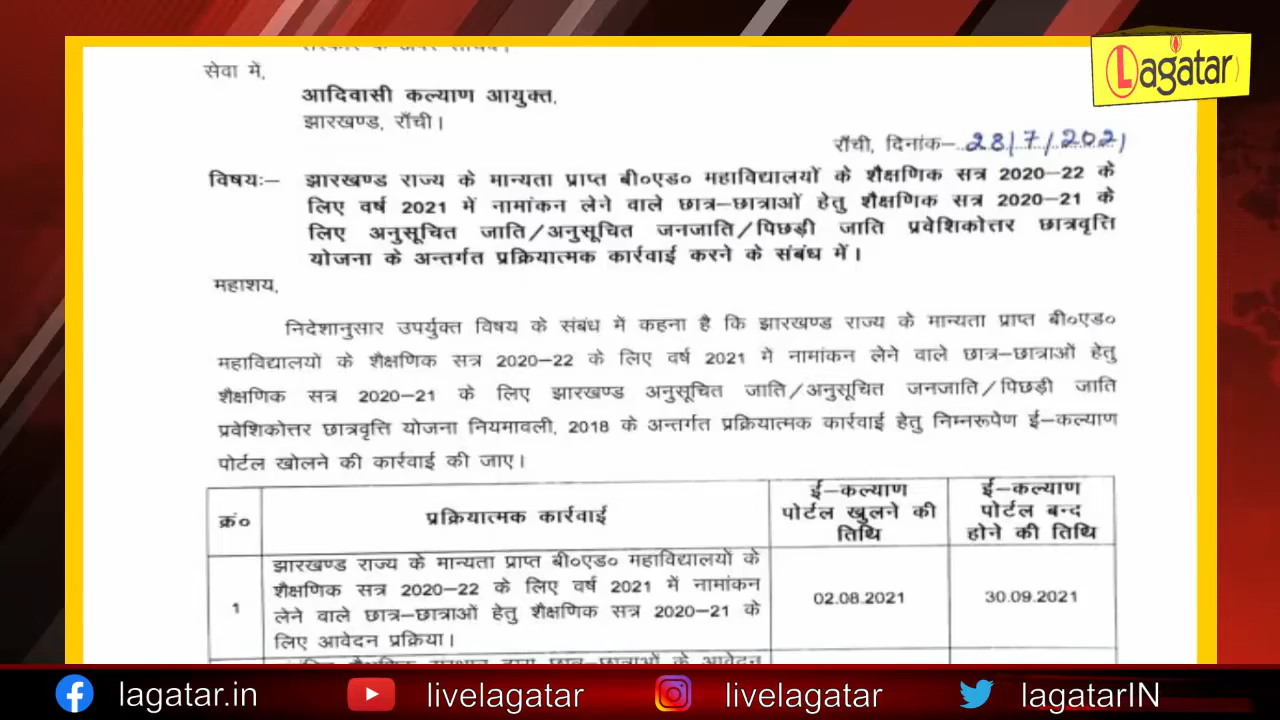 सेवा में,
आदिवासी कल्याण आयुक्त,
झारखण्ड, राँची।
राँची, दिनांक–28/7/2021
विषयः– झारखण्ड राज्य के मान्यता प्राप्त बी०एड० महाविद्यालयों के शैक्षणिक सत्र 2020–22 के
लिए वर्ष 2021 में नामांकन लेने वाले छात्र–छात्राओं हेतु शैक्षणिक सत्र 2020–21 के
लिए अनुसूचित जाति/अनुसूचित जनजाति/पिछड़ी जाति प्रवेशिकोत्तर छात्रवृत्ति
योजना के अन्तर्गत प्रक्रियात्मक कार्रवाई करने के संबंध में।
महाशय,
निदेशानुसार उपर्युक्त विषय के संबंध में कहना है कि झारखण्ड राज्य के मान्यता प्राप्त बी०एड०
महाविद्यालयों के शैक्षणिक सत्र 2020–22 के लिए वर्ष 2021 में नामांकन लेने वाले छात्र–छात्राओं हेतु
शैक्षणिक सत्र 2020–21 के लिए झारखण्ड अनुसूचित जाति/अनुसूचित जनजाति/पिछड़ी जाति
प्रवेशिकोत्तर छात्रवृत्ति योजना नियमावली, 2018 के अन्तर्गत प्रक्रियात्मक कार्रवाई हेतु निम्नरूपेण ई–कल्याण
पोर्टल खोलने की कार्रवाई की जाए।
क्रं०
प्रक्रियात्मक कार्रवाई
ई–कल्याण
पोर्टल खुलने की
तिथि
ई–कल्याण
पोर्टल बन्द
होने की तिथि
1
झारखण्ड राज्य के मान्यता प्राप्त बी०एड० महाविद्यालयों के
शैक्षणिक सत्र 2020–22 के लिए वर्ष 2021 में नामांकन
लेने वाले छात्र–छात्राओं हेतु शैक्षणिक सत्र 2020–21 के
लिए आवेदन प्रक्रिया।
02.08.2021
30.09.2021
Lagatar
lagatar.in
livelagatar
livelagatar
lagatarIN